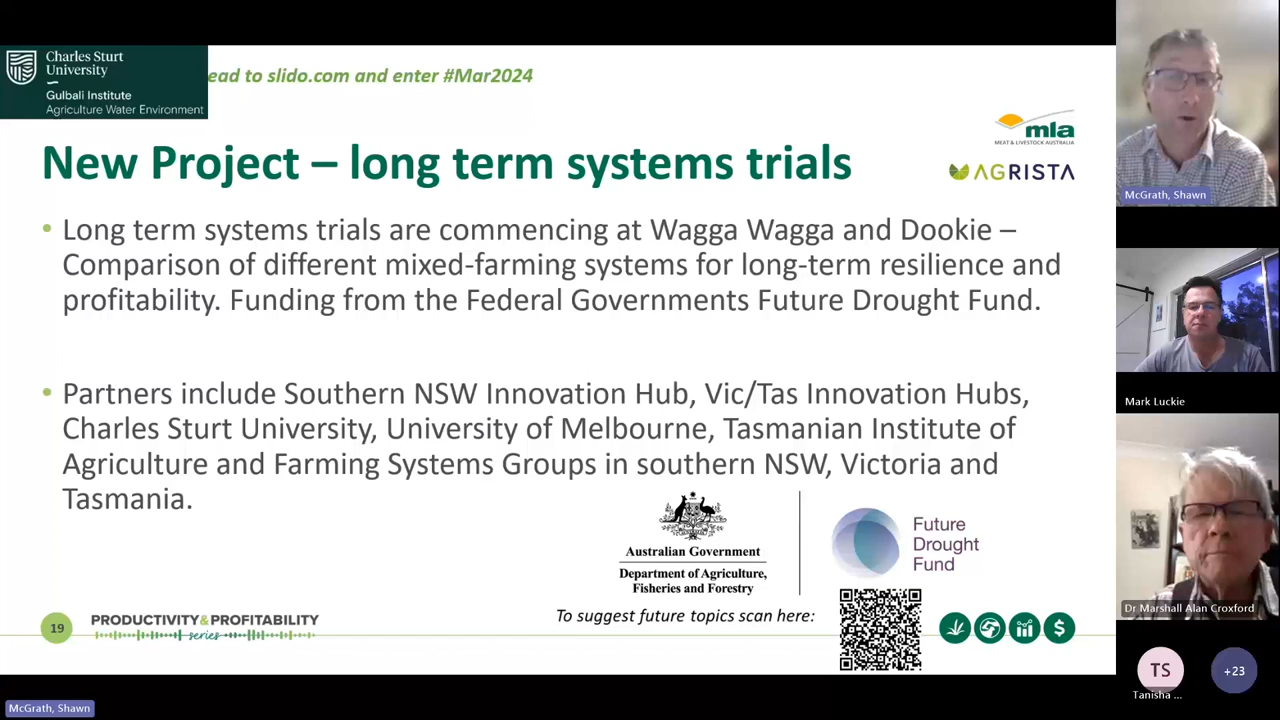 Charles Sturt
University
Gulbali Institute
Agriculture Water Environment
ead to slido.com and enter #Mar2024
mla
MEAT & LIVESTOCK AUSTRALIA
AGRISTA
New Project – long term systems trials
• Long term systems trials are commencing at Wagga Wagga and Dookie –
Comparison of different mixed-farming systems for long-term resilience and
profitability. Funding from the Federal Governments Future Drought Fund.
• Partners include Southern NSW Innovation Hub, Vic/Tas Innovation Hubs,
Charles Sturt University, University of Melbourne, Tasmanian Institute of
Agriculture and Farming Systems Groups in southern NSW, Victoria and
Tasmania.
Australian Government
Department of Agriculture,
Fisheries and Forestry
Future
Drought
Fund
To suggest future topics scan here:
19
PRODUCTIVITY&PROFITABILITY
series
$
McGrath, Shawn
McGrath, Shawn
Mark Luckie
Dr Marshall Alan Croxford
TS
Tanisha ...
+23